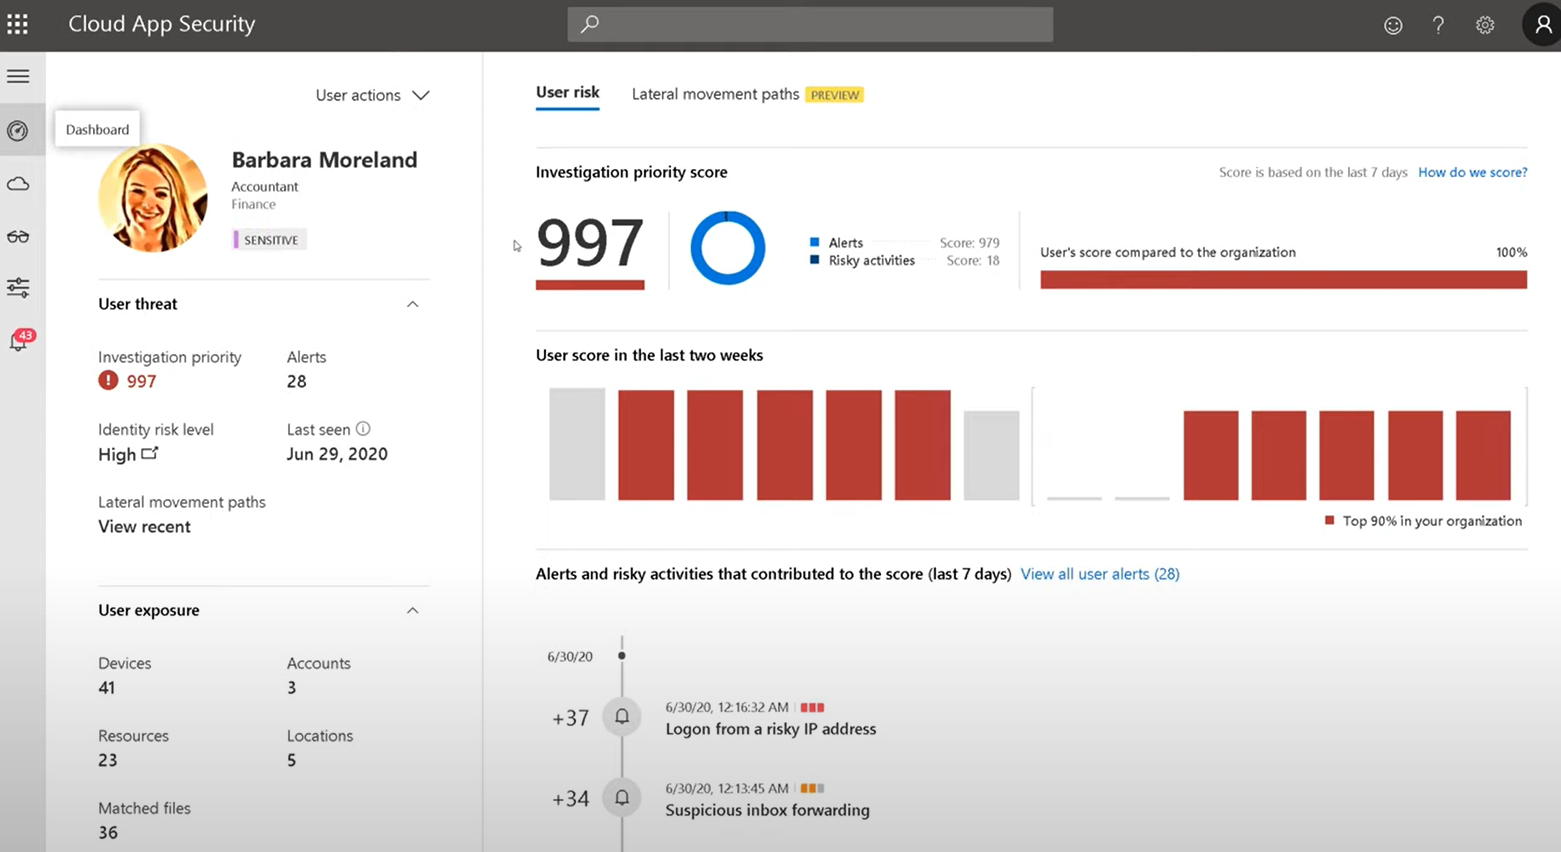 Cloud App Security
User actions
Dashboard
Barbara Moreland
Accountant
Finance
SENSITIVE
User threat
Investigation priority
997
Alerts
28
Identity risk level
High
Last seen
Jun 29, 2020
Lateral movement paths
View recent
User exposure
Devices
41
Accounts
3
Resources
23
Locations
5
Matched files
36
43
User risk
Lateral movement paths PREVIEW
Investigation priority score
Score is based on the last 7 days How do we score?
997
Alerts Score: 979
Risky activities Score: 18
User's score compared to the organization 100%
User score in the last two weeks
Top 90% in your organization
Alerts and risky activities that contributed to the score (last 7 days) View all user alerts (28)
6/30/20
+37
6/30/20, 12:16:32 AM
Logon from a risky IP address
+34
6/30/20, 12:13:45 AM
Suspicious inbox forwarding